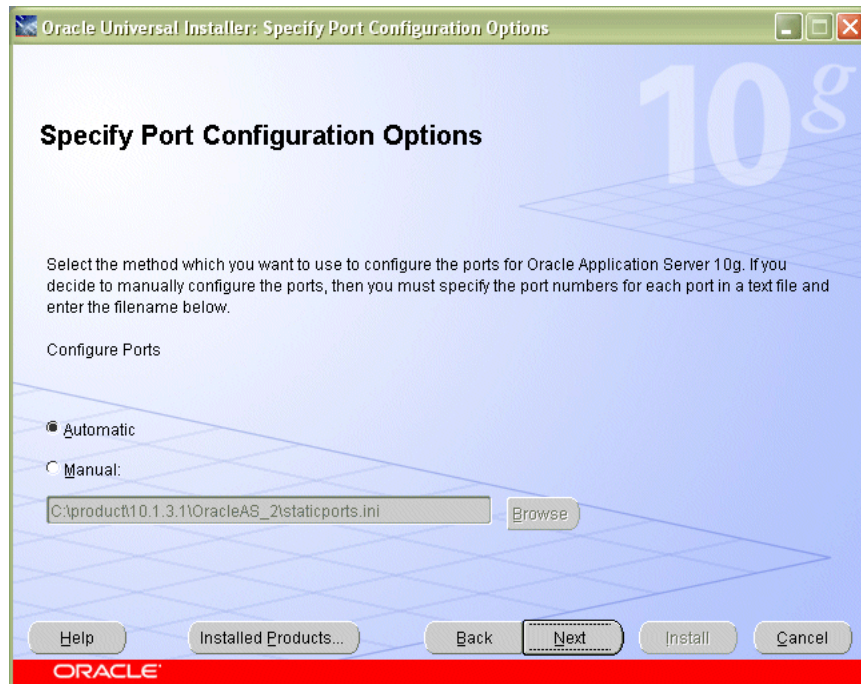 Oracle Universal Installer: Specify Port Configuration Options
10g
Specify Port Configuration Options
Select the method which you want to use to configure the ports for Oracle Application Server 10g. If you
decide to manually configure the ports, then you must specify the port numbers for each port in a text file and
enter the filename below.
Configure Ports
Automatic
Manual:
C:\product\10.1.3.1\OracleAS_2\staticports.ini
Browse
Help
Installed Products...
Back
Next
Install
Cancel
ORACLE